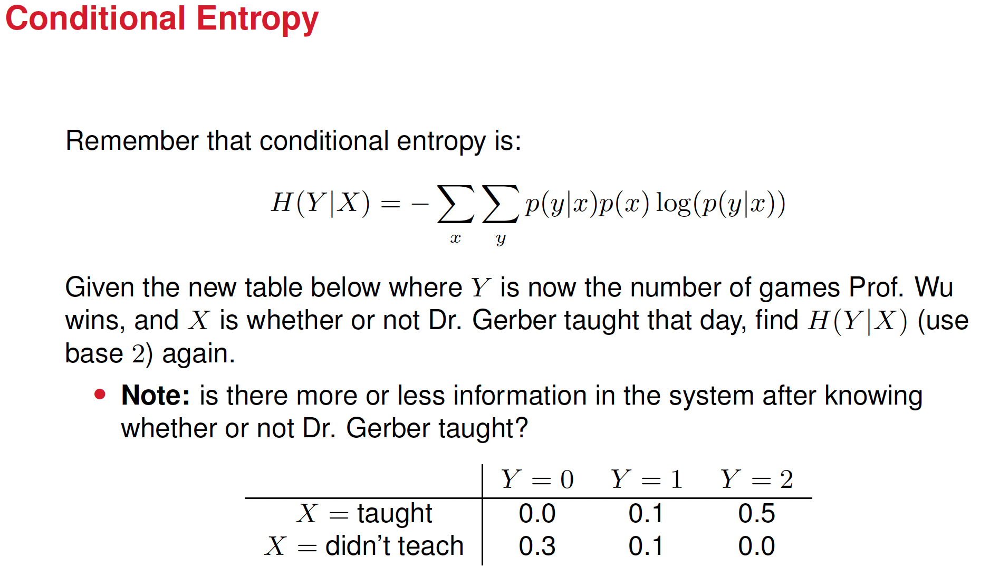 Conditional Entropy
Remember that conditional entropy is:
H(Y|X) = −∑_x ∑_y p(y|x)p(x) log(p(y|x))
Given the new table below where Y is now the number of games Prof. Wu
wins, and X is whether or not Dr. Gerber taught that day, find H(Y|X) (use
base 2) again.
• Note: is there more or less information in the system after knowing
whether or not Dr. Gerber taught?
Y = 0 Y = 1 Y = 2
X = taught 0.0 0.1 0.5
X = didn't teach 0.3 0.1 0.0